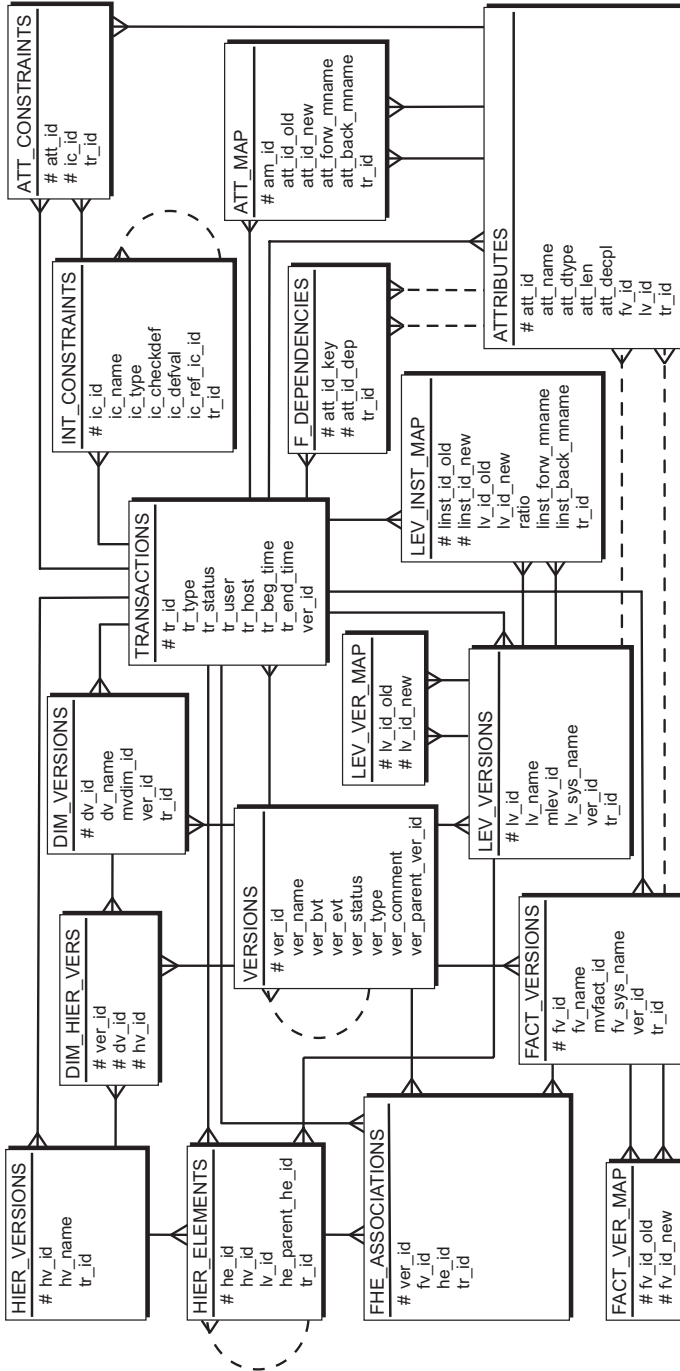 HIER_VERSIONS
# hv_id
hv_name
tr_id
DIM_HIER_VERS
# ver_id
# dv_id
# hv_id
DIM_VERSIONS
# dv_id
dv_name
mvdim_id
ver_id
tr_id
TRANSACTIONS
# tr_id
tr_type
tr_status
tr_user
tr_host
tr_beg_time
tr_end_time
ver_id
INT_CONSTRAINTS
# ic_id
ic_name
ic_type
ic_checkdef
ic_defval
ic_ref_ic_id
tr_id
ATT_CONSTRAINTS
# att_id
# ic_id
tr_id
HIER_ELEMENTS
# he_id
hv_id
lv_id
he_parent_he_id
tr_id
VERSIONS
# ver_id
ver_name
ver_bvt
ver_evt
ver_status
ver_type
ver_comment
ver_parent_ver_id
LEV_VER_MAP
# lv_id_old
# lv_id_new
F_DEPENDENCIES
# att_id_key
# att_id_dep
tr_id
ATT_MAP
# am_id
att_id_old
att_id_new
att_forw_mname
att_back_mname
tr_id
FHE_ASSOCIATIONS
# ver_id
fv_id
he_id
tr_id
LEV_VERSIONS
# lv_id
lv_name
mlev_id
lv_sys_name
ver_id
tr_id
LEV_INST_MAP
# linst_id_old
# linst_id_new
lv_id_old
lv_id_new
ratio
linst_forw_mname
linst_back_mname
tr_id
FACT_VER_MAP
# fv_id_old
# fv_id_new
FACT_VERSIONS
# fv_id
fv_name
mvfact_id
fv_sys_name
ver_id
tr_id
ATTRIBUTES
# att_id
att_name
att_dtype
att_len
att_decpl
fv_id
lv_id
tr_id